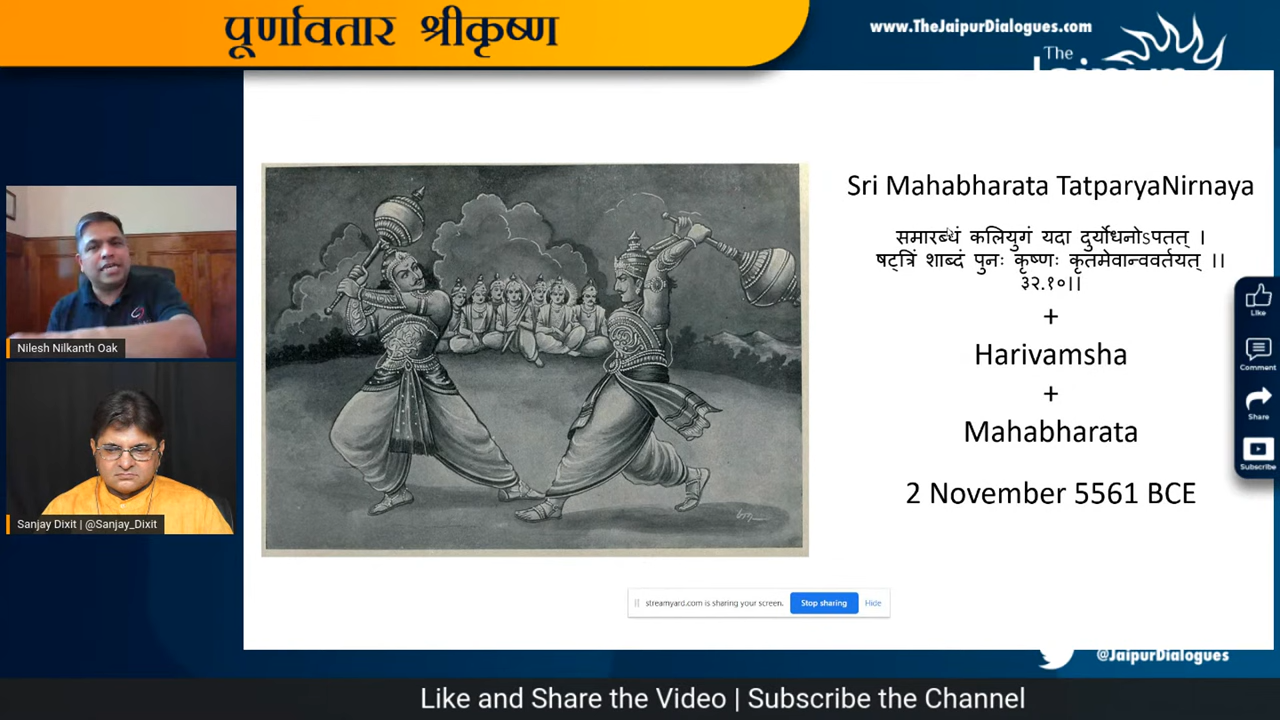 पूर्णावतार श्रीकृष्ण
www.TheJaipurDialogues.com
The
Jaipur
Sri Mahabharata TatparyaNirnaya
समारब्धं कलियुगं यदा दुर्योधनोऽपतत् ।
षट्त्रिं शाब्दं पुनः कृष्णः कृतमेवान्ववर्तयत् ।।
३२.१०।।
+
Harivamsha
+
Mahabharata
2 November 5561 BCE
Nilesh Nilkanth Oak
Sanjay Dixit | @Sanjay_Dixit
Like
Comment
Share
Subscribe
streamyard.com is sharing your screen. Stop sharing Hide
@JaipurDialogues
Like and Share the Video | Subscribe the Channel